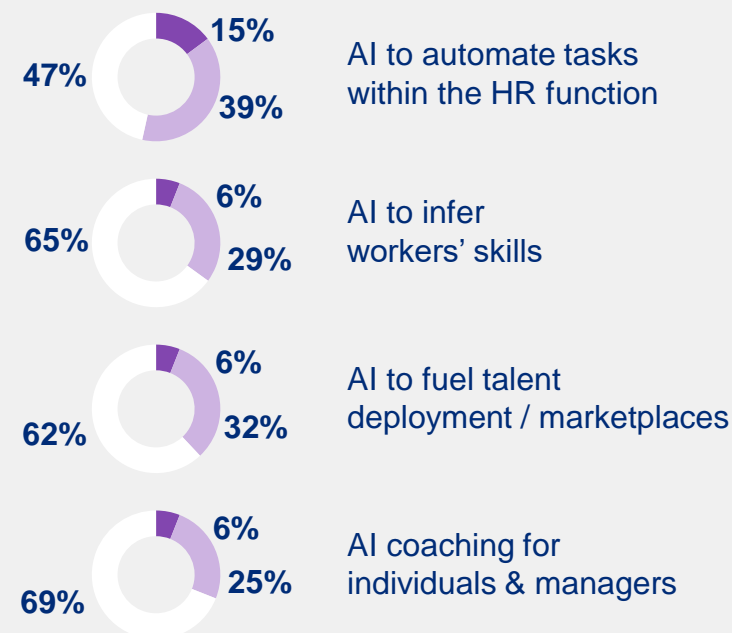 15%
47%
39%
AI to automate tasks
within the HR function
6%
65%
29%
AI to infer
workers’ skills
6%
62%
32%
AI to fuel talent
deployment / marketplaces
6%
69%
25%
AI coaching for
individuals & managers